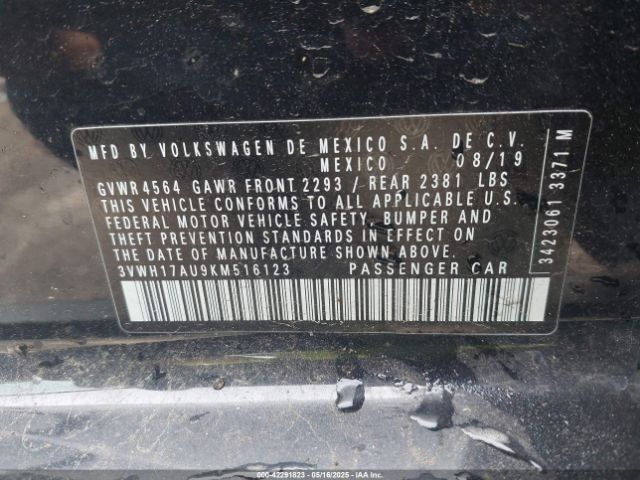 MFD BY VOLKSWAGEN DE MEXICO S.A. DE C.V.
MEXICO 08/19
GVWR 4564 GAWR FRONT 2293 / REAR 2381 LBS
THIS VEHICLE CONFORMS TO ALL APPLICABLE U.S.
FEDERAL MOTOR VEHICLE SAFETY, BUMPER AND
THEFT PREVENTION STANDARDS IN EFFECT ON
THE DATE OF MANUFACTURE SHOWN ABOVE.
3VWH17AU9KM516123 PASSENGER CAR
3423061 3371 M
000-42291823 - 05/16/2025 - IAA Inc.